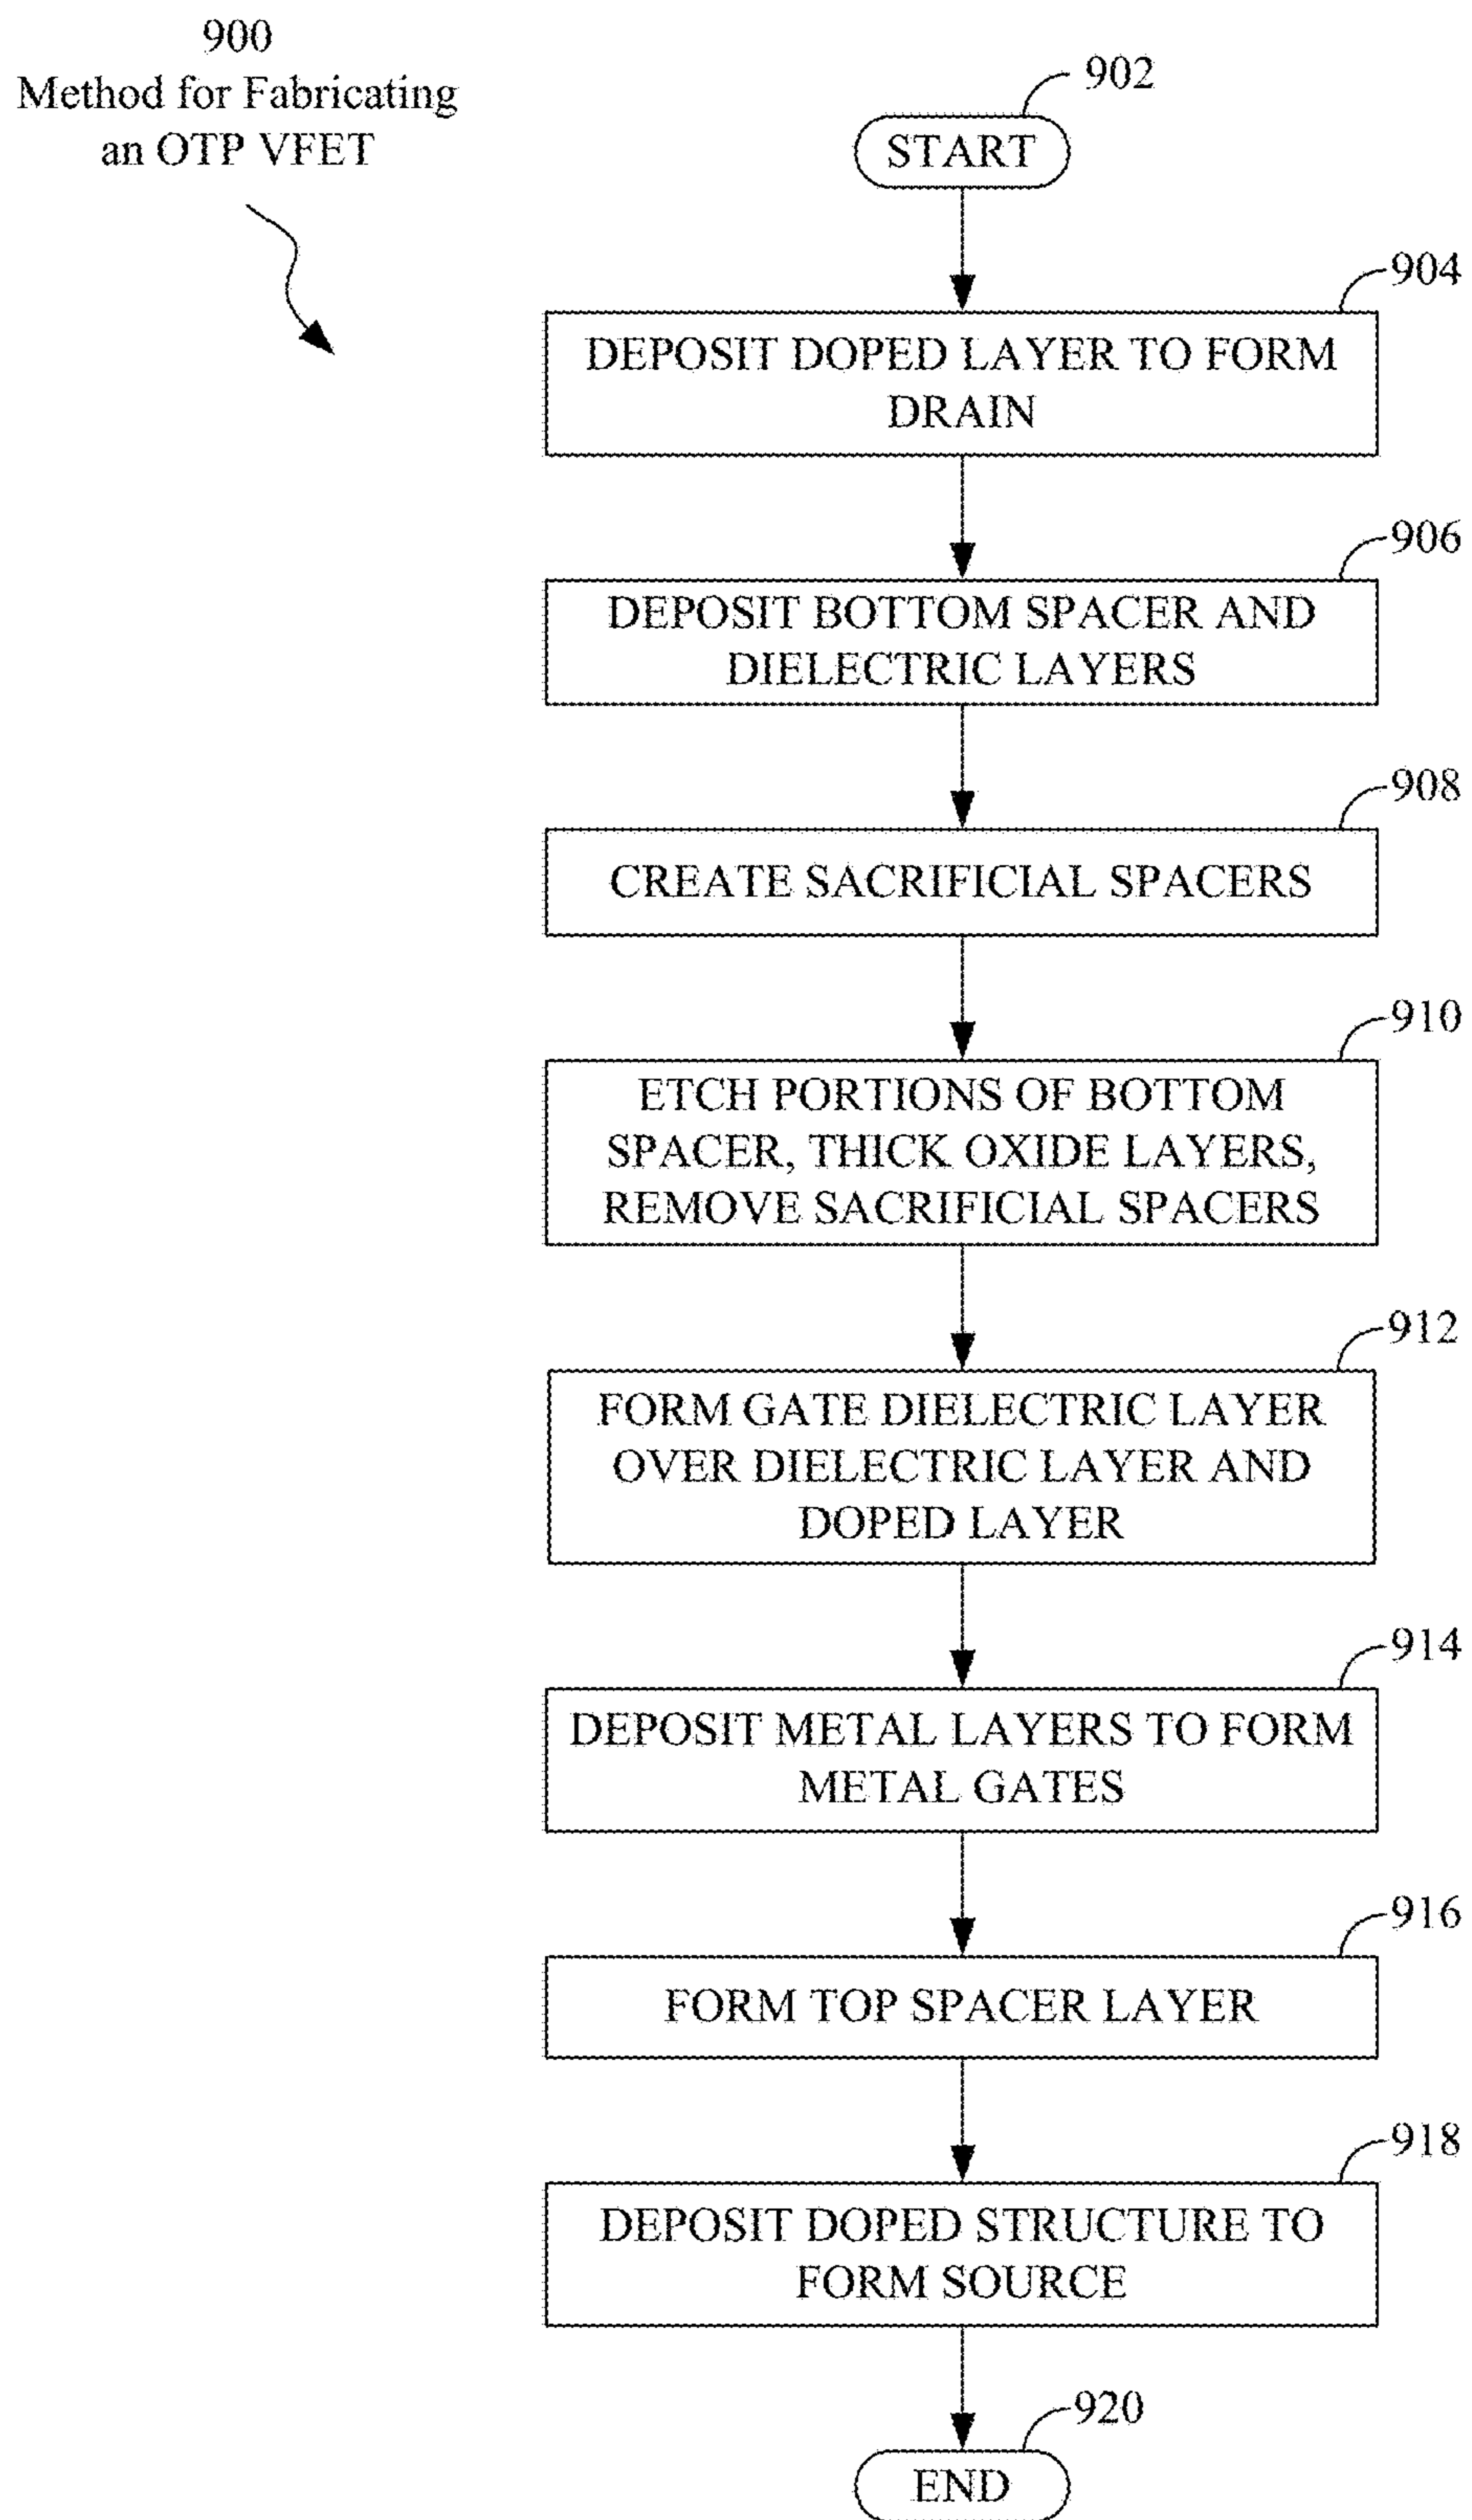 900
Method for Fabricating
an OTP VFET
902
START
904
DEPOSIT DOPED LAYER TO FORM
DRAIN
906
DEPOSIT BOTTOM SPACER AND
DIELECTRIC LAYERS
908
CREATE SACRIFICIAL SPACERS
910
ETCH PORTIONS OF BOTTOM
SPACER, THICK OXIDE LAYERS,
REMOVE SACRIFICIAL SPACERS
912
FORM GATE DIELECTRIC LAYER
OVER DIELECTRIC LAYER AND
DOPED LAYER
914
DEPOSIT METAL LAYERS TO FORM
METAL GATES
916
FORM TOP SPACER LAYER
918
DEPOSIT DOPED STRUCTURE TO
FORM SOURCE
920
END